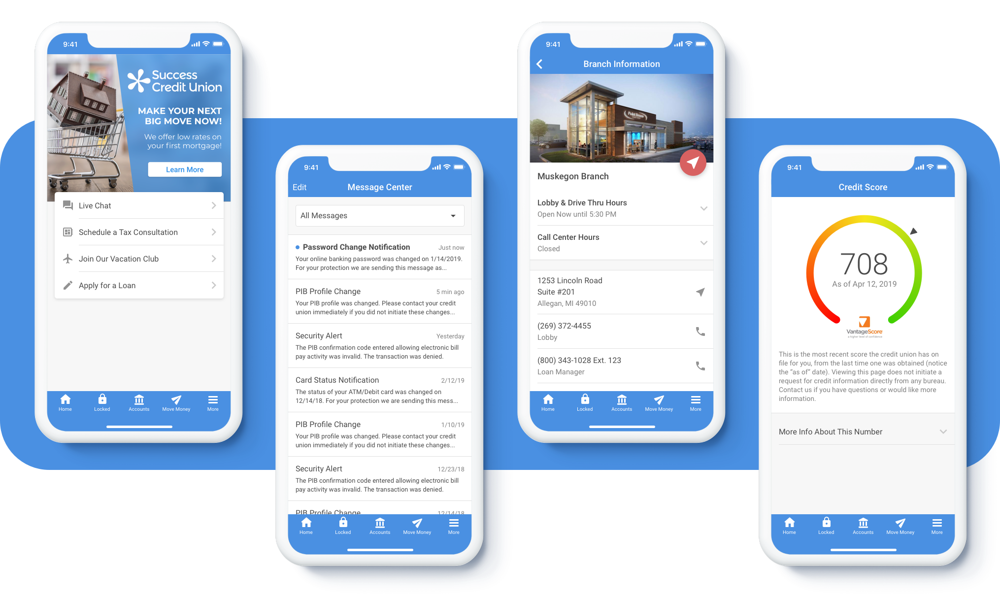 9:41
Success
Credit Union
MAKE YOUR NEXT
BIG MOVE NOW!
We offer low rates on
your first mortgage!
Learn More
Live Chat
Schedule a Tax Consultation
Join Our Vacation Club
Apply for a Loan
Home Locked Accounts Move Money More
9:41
Edit Message Center
All Messages
Password Change Notification Just now
Your online banking password was changed on 1/14/2019.
For your protection we are sending this message as...
PIB Profile Change 5 min ago
Your PIB profile was changed. Please contact your credit
union immediately if you did not initiate these changes...
Security Alert Yesterday
The PIB confirmation code entered allowing electronic bill
pay activity was invalid. The transaction was denied.
Card Status Notification 2/12/19
The status of your ATM/Debit card was changed on
12/14/18. For your protection we are sending this mess...
PIB Profile Change 1/10/19
Your PIB profile was changed. Please contact your credit
union immediately if you did not initiate these changes...
Security Alert 12/23/18
The PIB confirmation code entered allowing electronic bill
pay activity was invalid. The transaction was denied.
PIB Profile Change 12/14/18
Home Locked Accounts Move Money More
9:41
Branch Information
Muskegon Branch
Lobby & Drive Thru Hours
Open Now until 5:30 PM
Call Center Hours
Closed
1253 Lincoln Road
Suite #201
Allegan, MI 49010
(269) 372-4455
Lobby
(800) 343-1028 Ext. 123
Loan Manager
Home Locked Accounts Move Money More
9:41
Credit Score
708
As of Apr 12, 2019
VantageScore
a higher level of confidence
This is the most recent score the credit union has on
file for you, from the last time one was obtained (notice
the “as of” date). Viewing this page does not initiate a
request for credit information directly from any bureau.
Contact us if you have questions or would like more
information.
More Info About This Number
Home Locked Accounts Move Money More